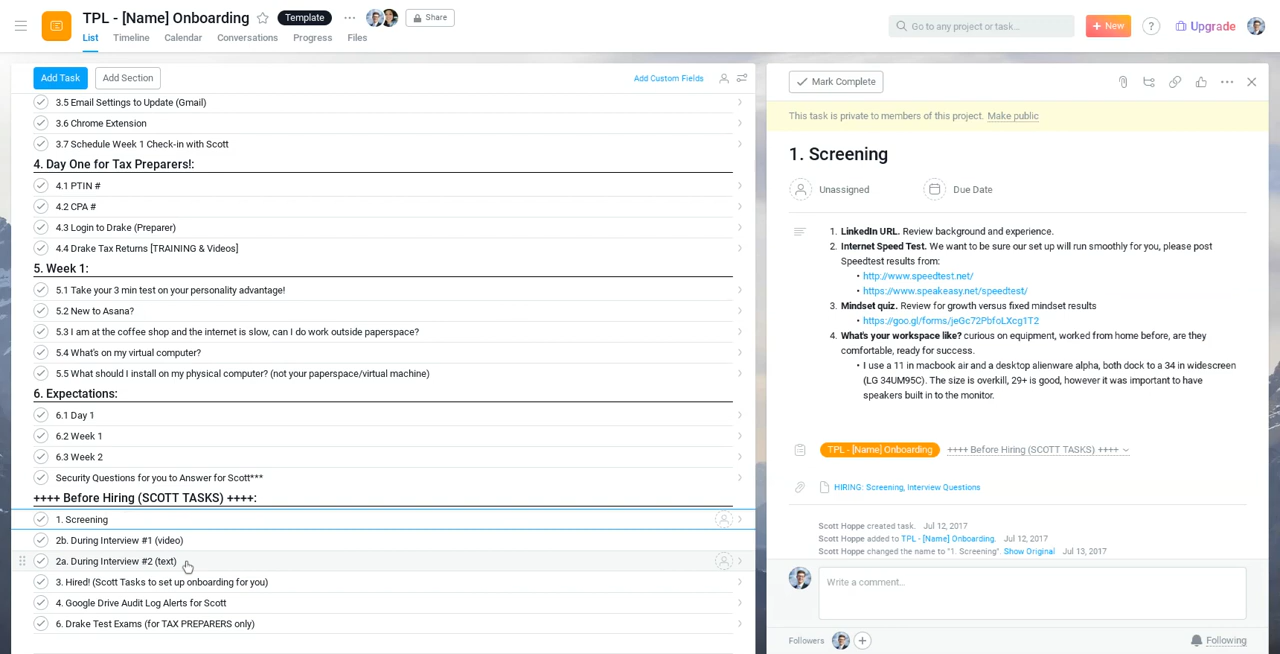 TPL - [Name] Onboarding
Template
Share
Go to any project or task...
+ New
?
Upgrade
List
Timeline
Calendar
Conversations
Progress
Files
Add Task
Add Section
Add Custom Fields
3.5 Email Settings to Update (Gmail)
3.6 Chrome Extension
3.7 Schedule Week 1 Check-in with Scott
4. Day One for Tax Preparers!:
4.1 PTIN #
4.2 CPA #
4.3 Login to Drake (Preparer)
4.4 Drake Tax Returns [TRAINING & Videos]
5. Week 1:
5.1 Take your 3 min test on your personality advantage!
5.2 New to Asana?
5.3 I am at the coffee shop and the internet is slow, can I do work outside paperspace?
5.4 What's on my virtual computer?
5.5 What should I install on my physical computer? (not your paperspace/virtual machine)
6. Expectations:
6.1 Day 1
6.2 Week 1
6.3 Week 2
Security Questions for you to Answer for Scott***
++++ Before Hiring (SCOTT TASKS) ++++:
1. Screening
2b. During Interview #1 (video)
2a. During Interview #2 (text)
3. Hired! (Scott Tasks to set up onboarding for you)
4. Google Drive Audit Log Alerts for Scott
6. Drake Test Exams (for TAX PREPARERS only)
Mark Complete
This task is private to members of this project. Make public
1. Screening
Unassigned
Due Date
1. LinkedIn URL. Review background and experience.
2. Internet Speed Test. We want to be sure our set up will run smoothly for you, please post
Speedtest results from:
• http://www.speedtest.net/
• https://www.speakeasy.net/speedtest/
3. Mindset quiz. Review for growth versus fixed mindset results
• https://goo.gl/forms/jeGc72PbfoLXcg1T2
4. What's your workspace like? curious on equipment, worked from home before, are they
comfortable, ready for success.
• I use a 11 in macbook air and a desktop alienware alpha, both dock to a 34 in widescreen
(LG 34UM95C). The size is overkill, 29+ is good, however it was important to have
speakers built in to the monitor.
TPL - [Name] Onboarding
++++ Before Hiring (SCOTT TASKS) ++++
HIRING: Screening, Interview Questions
Scott Hoppe created task. Jul 12, 2017
Scott Hoppe added to TPL - [Name] Onboarding. Jul 12, 2017
Scott Hoppe changed the name to "1. Screening". Show Original Jul 13, 2017
Write a comment...
Followers
Following